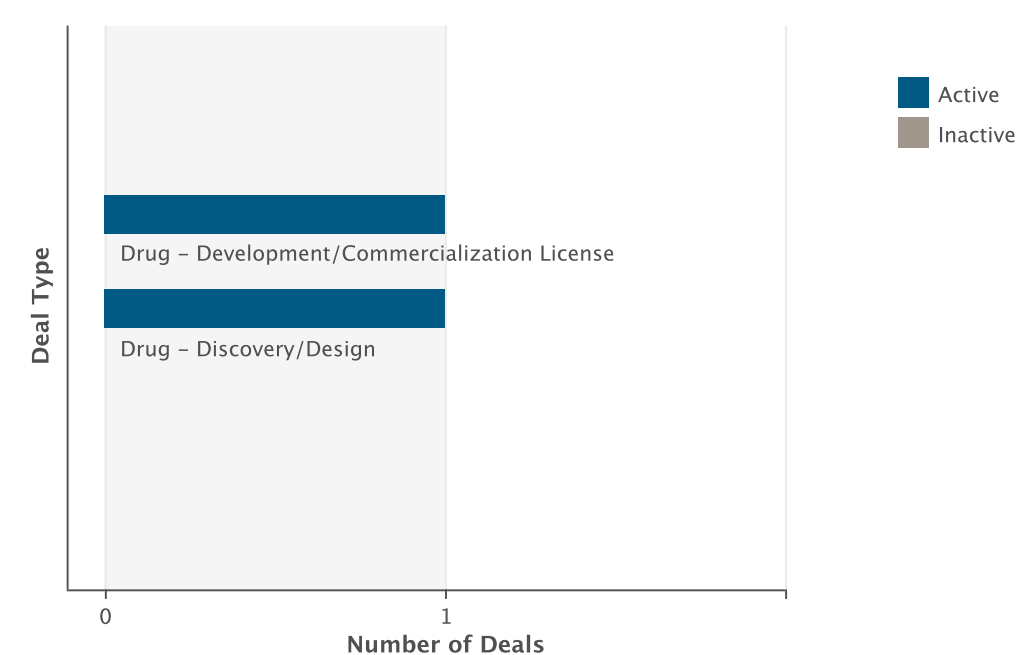 Active
Inactive
Drug – Development/Commercialization License
Drug – Discovery/Design
Deal Type
0 1
Number of Deals